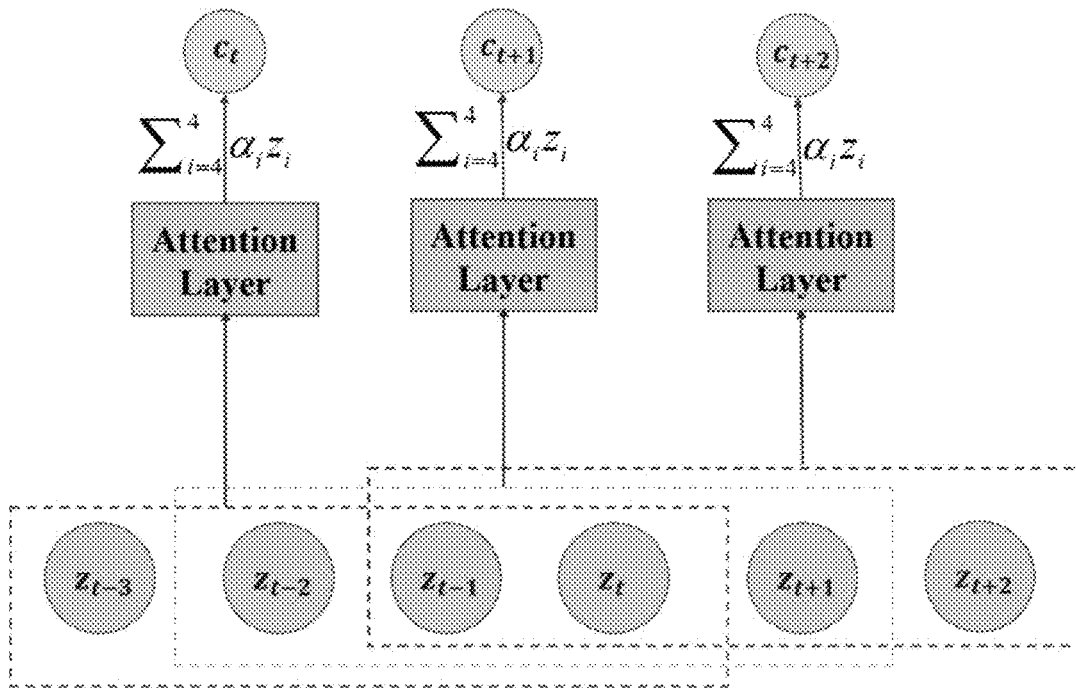 c_t c_{t+1} c_{t+2}
∑_{i=4}^{4} α_i z_i ∑_{i=4}^{4} α_i z_i ∑_{i=4}^{4} α_i z_i
Attention Attention Attention
Layer Layer Layer
z_{t−3} z_{t−2} z_{t−1} z_t z_{t+1} z_{t+2}